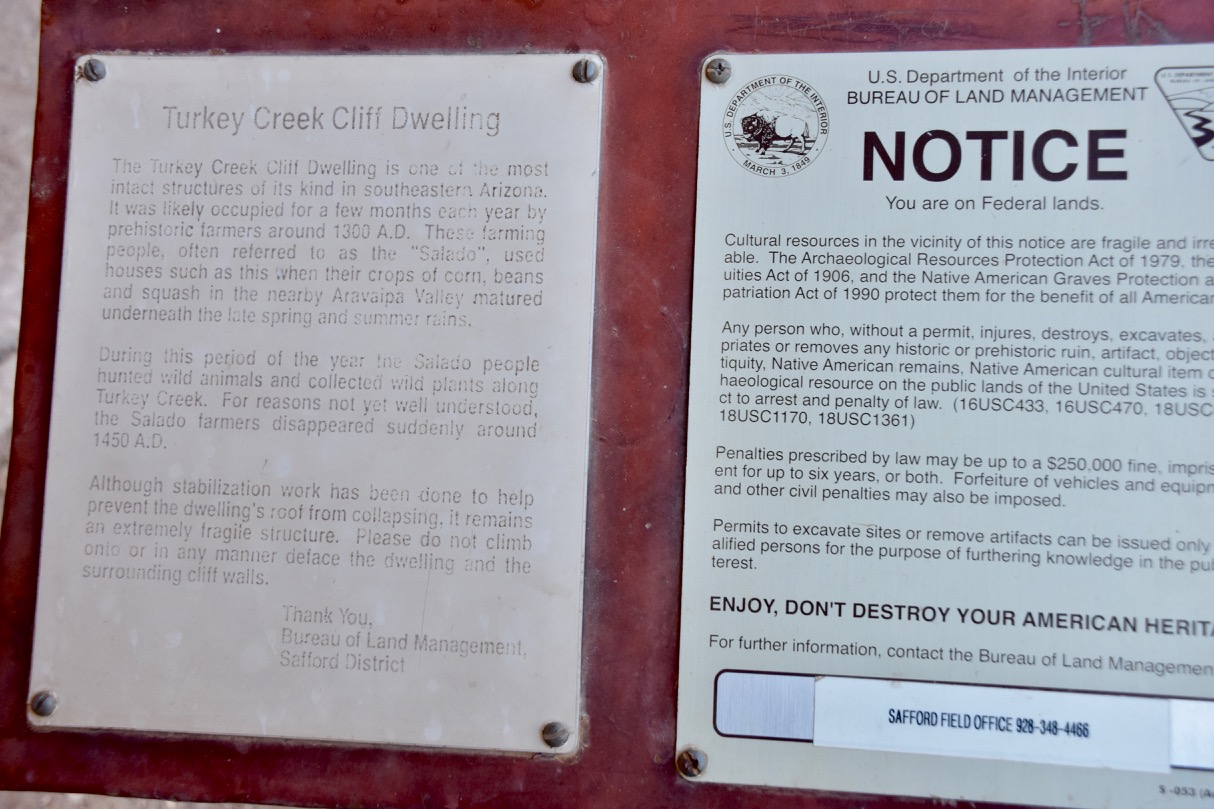 Turkey Creek Cliff Dwelling
The Turkey Creek Cliff Dwelling is one of the most
intact structures of its kind in southeastern Arizona.
It was likely occupied for a few months each year by
prehistoric farmers around 1300 A.D. These farming
people, often referred to as the "Salado", used
houses such as this when their crops of corn, beans
and squash in the nearby Aravaipa Valley matured
underneath the late spring and summer rains.
During this period of the year the Salado people
hunted wild animals and collected wild plants along
Turkey Creek. For reasons not yet well understood,
the Salado farmers disappeared suddenly around
1450 A.D.
Although stabilization work has been done to help
prevent the dwelling's roof from collapsing, it remains
an extremely fragile structure. Please do not climb
onto or in any manner deface the dwelling and the
surrounding cliff walls.
Thank You,
Bureau of Land Management,
Safford District
U.S. DEPARTMENT OF THE INTERIOR
MARCH 3, 1849
U.S. Department of the Interior
BUREAU OF LAND MANAGEMENT
NOTICE
You are on Federal lands.
Cultural resources in the vicinity of this notice are fragile and irre
able. The Archaeological Resources Protection Act of 1979, the
uities Act of 1906, and the Native American Graves Protection a
patriation Act of 1990 protect them for the benefit of all American
Any person who, without a permit, injures, destroys, excavates,
priates or removes any historic or prehistoric ruin, artifact, object
tiquity, Native American remains, Native American cultural item o
haeological resource on the public lands of the United States is s
ct to arrest and penalty of law. (16USC433, 16USC470, 18USC
18USC1170, 18USC1361)
Penalties prescribed by law may be up to a $250,000 fine, impris
ent for up to six years, or both. Forfeiture of vehicles and equipm
and other civil penalties may also be imposed.
Permits to excavate sites or remove artifacts can be issued only
alified persons for the purpose of furthering knowledge in the pub
terest.
ENJOY, DON'T DESTROY YOUR AMERICAN HERITA
For further information, contact the Bureau of Land Management
SAFFORD FIELD OFFICE 928-348-4466